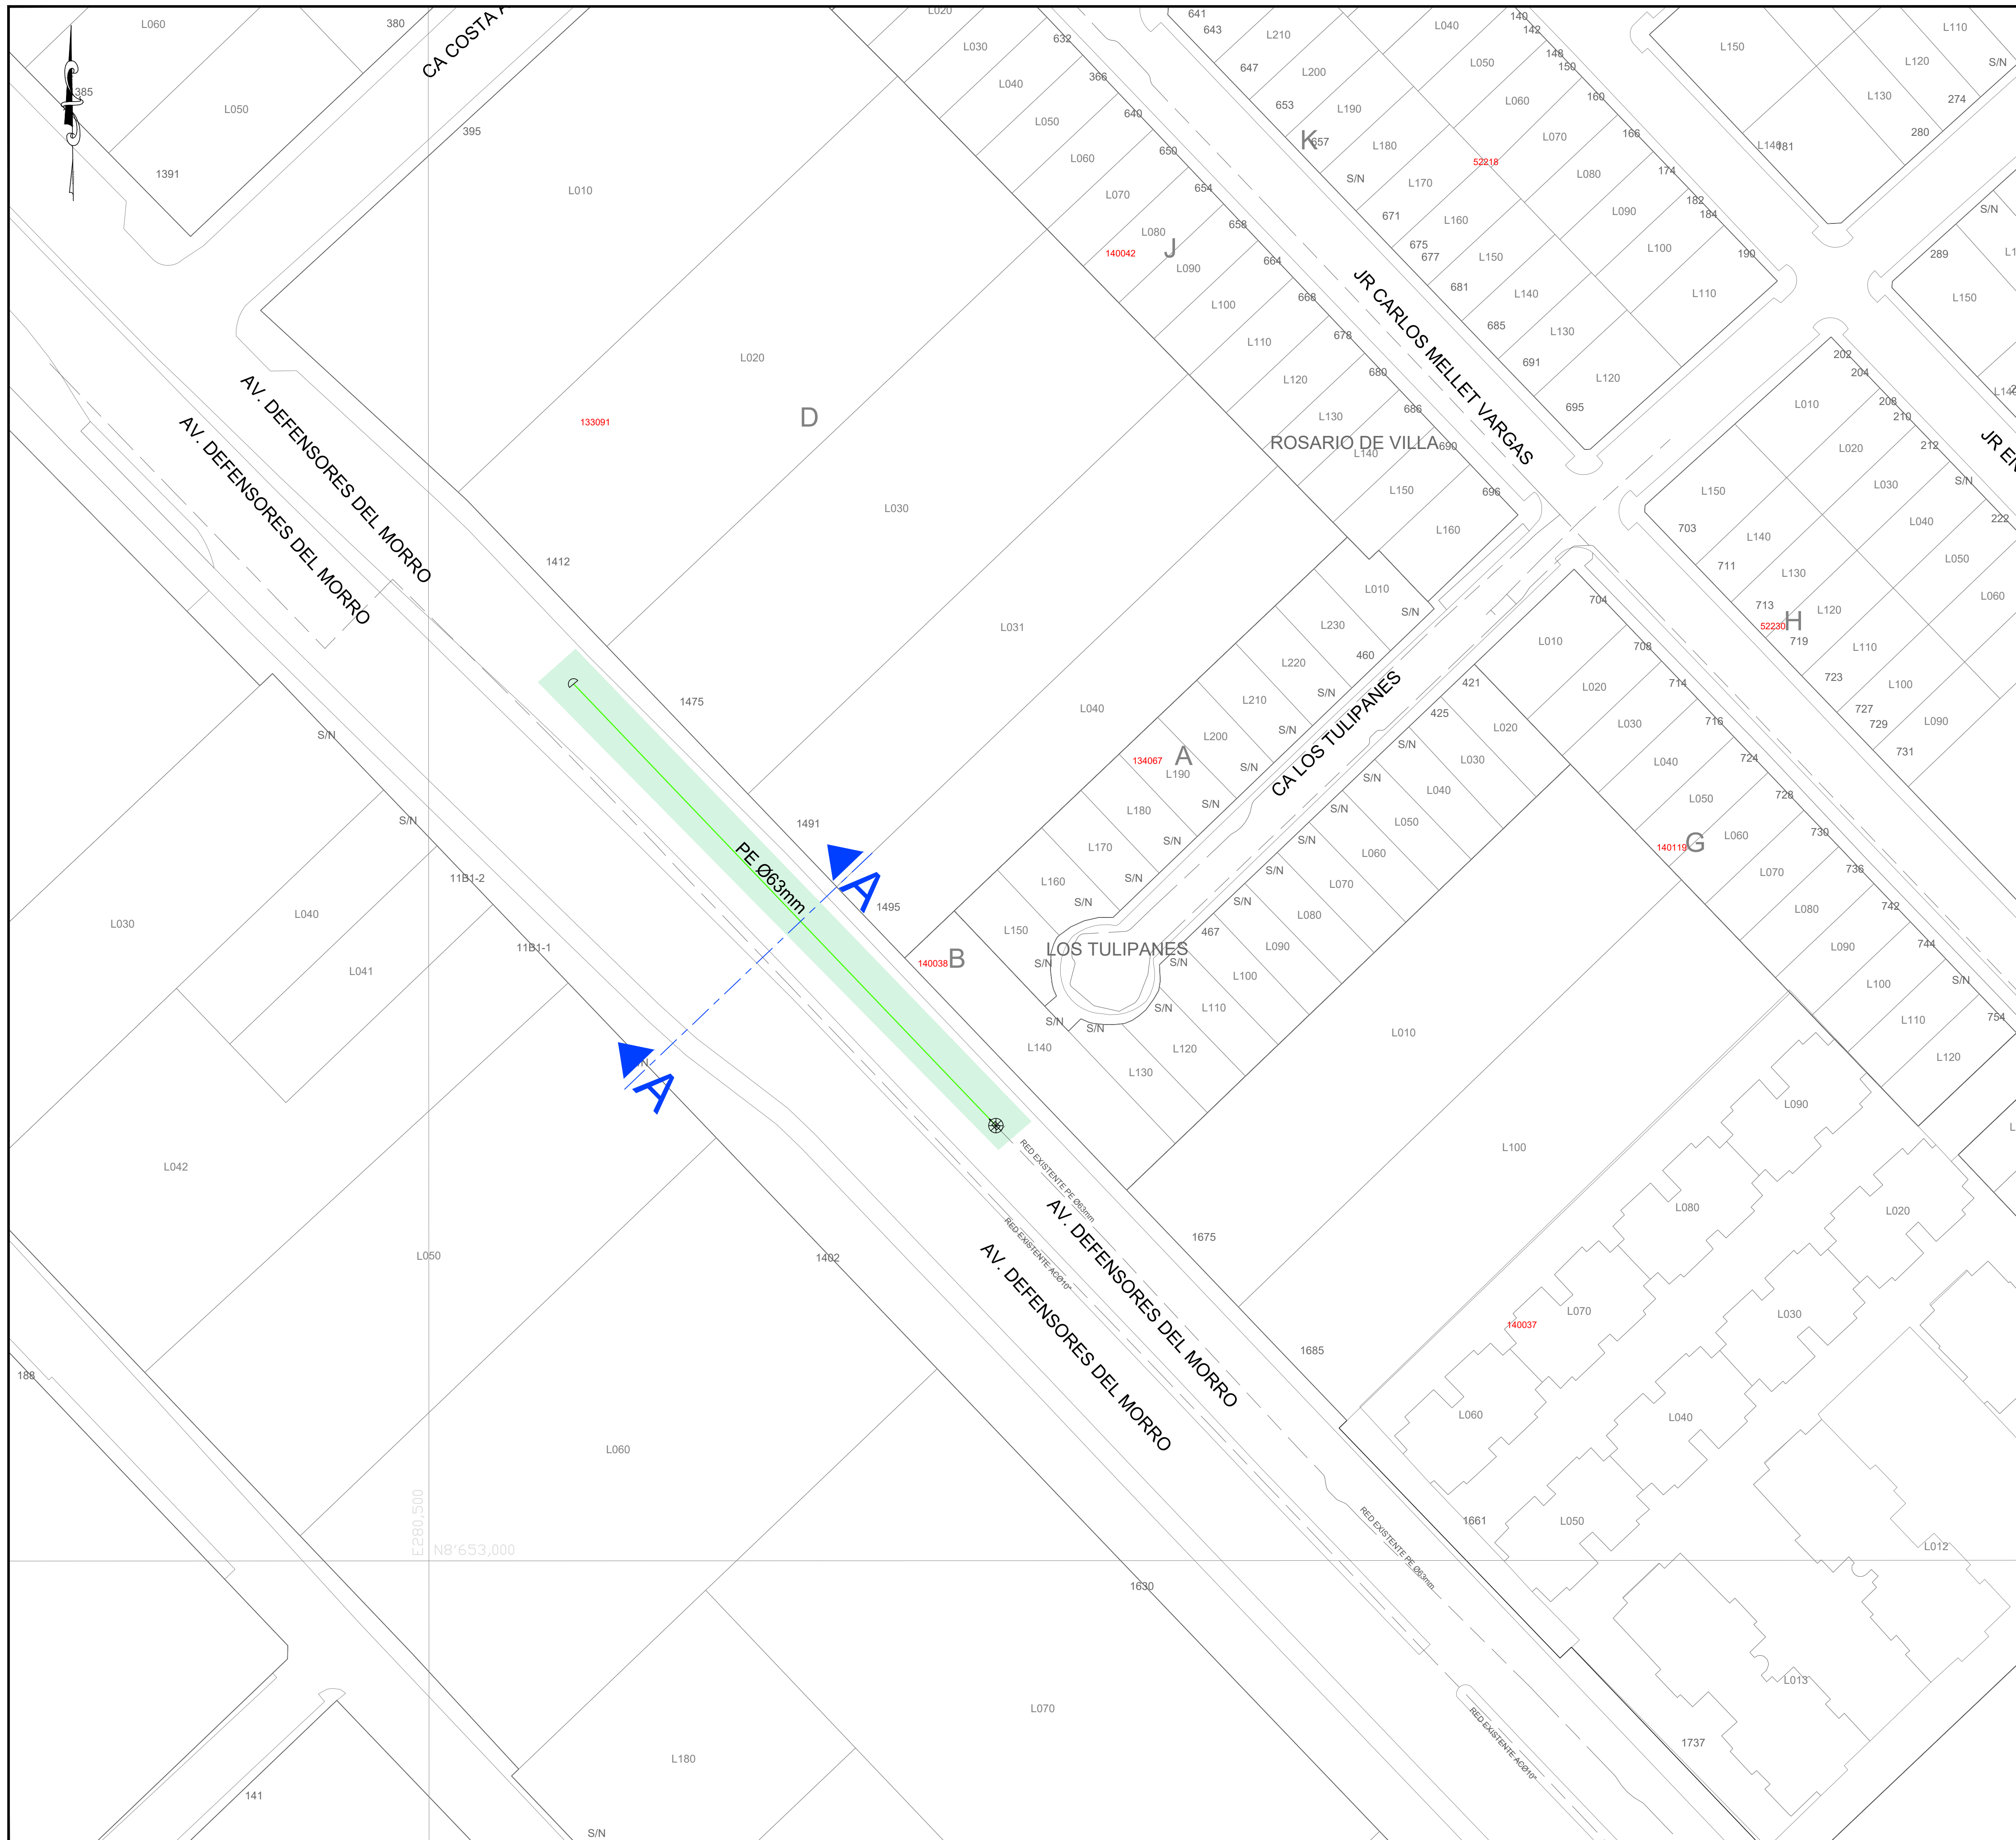 L060
380
CA COSTA
L020
641
643
L210
L040
140
142
148
150
L150
L110
L120
S/N
L030
632
647
L200
L050
385
L050
L040
366
653
L190
L060
160
L130
274
395
L050
640
K
657
L180
L070
166
L140
181
280
1391
L010
L060
650
S/N
L170
52218
L080
174
L070
654
671
L160
L090
182
184
S/N
L080
658
675
677
L150
L100
190
289
140042
J
L090
664
681
L140
L110
L150
L100
668
685
L130
JR CARLOS MELLET VARGAS
L110
678
691
L120
202
204
L020
L120
680
695
L010
208
210
AV. DEFENSORES DEL MORRO
AV. DEFENSORES DEL MORRO
133091
D
L130
686
ROSARIO DE VILLA
L140
690
L020
212
L150
696
L150
L030
S/N
L030
L160
703
L140
L040
222
1412
711
L130
L050
L010
S/N
704
713
L120
L060
L031
L230
52230
H
719
L220
460
L010
708
L110
1475
L040
L210
S/N
421
L020
714
723
L100
CA LOS TULIPANES
L200
S/N
425
L020
L030
716
727
729
L090
134067
A
L190
S/N
S/N
L030
L040
724
731
S/N
L180
S/N
L040
L050
728
1491
S/N
L050
L060
730
PE Ø63mm
L170
S/N
S/N
L060
140119
G
L070
736
11B1-2
L160
S/N
S/N
L070
L080
742
A
1495
S/N
S/N
L080
L090
744
L030
L040
L150
467
L090
L100
S/N
11B1-1
140038
B
LOS TULIPANES
S/N
S/N
L100
L110
754
L041
S/N
S/N
S/N
L110
L120
L010
L140
L120
A
L130
L090
L042
RED EXISTENTE PE Ø63mm
L100
L080
L020
RED EXISTENTE ACØ10"
AV. DEFENSORES DEL MORRO
AV. DEFENSORES DEL MORRO
1675
L050
1402
L070
L030
140037
1685
188
L060
L040
L060
E280,500
N8'653,000
RED EXISTENTE PE Ø63mm
1661
L050
L012
1630
L070
L013
RED EXISTENTE ACØ10"
1737
L180
141
S/N